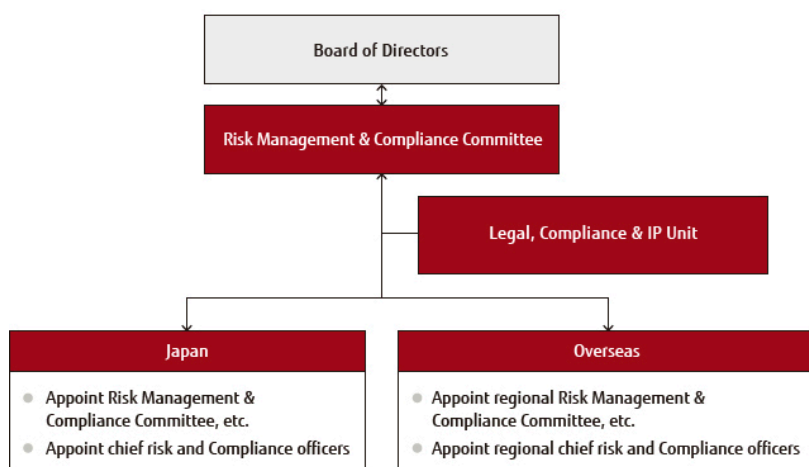 Board of Directors
Risk Management & Compliance Committee
Legal, Compliance & IP Unit
Japan
Appoint Risk Management &
Compliance Committee, etc.
Appoint chief risk and Compliance officers
Overseas
Appoint regional Risk Management &
Compliance Committee, etc.
Appoint regional chief risk and Compliance officers